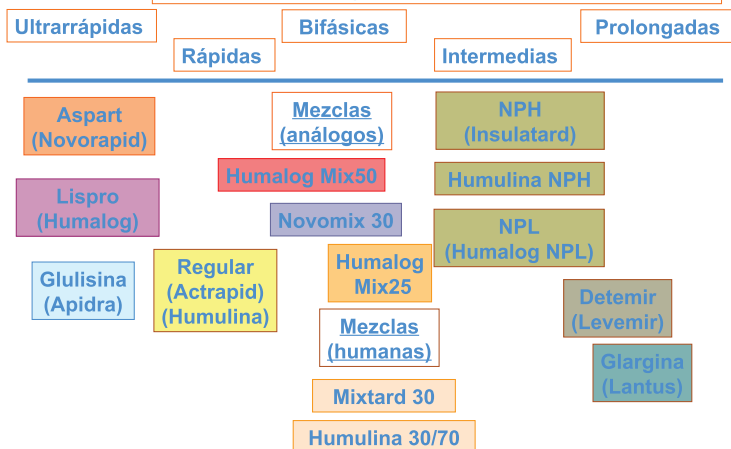 Ultrarrápidas
Rápidas
Bifásicas
Intermedias
Prolongadas
Aspart
(Novorapid)
Lispro
(Humalog)
Glulisina
(Apidra)
Regular
(Actrapid)
(Humulina)
Mezclas
(análogos)
Humalog Mix50
Novomix 30
Humalog
Mix25
Mezclas
(humanas)
Mixtard 30
Humulina 30/70
NPH
(Insulatard)
Humulina NPH
NPL
(Humalog NPL)
Detemir
(Levemir)
Glargina
(Lantus)